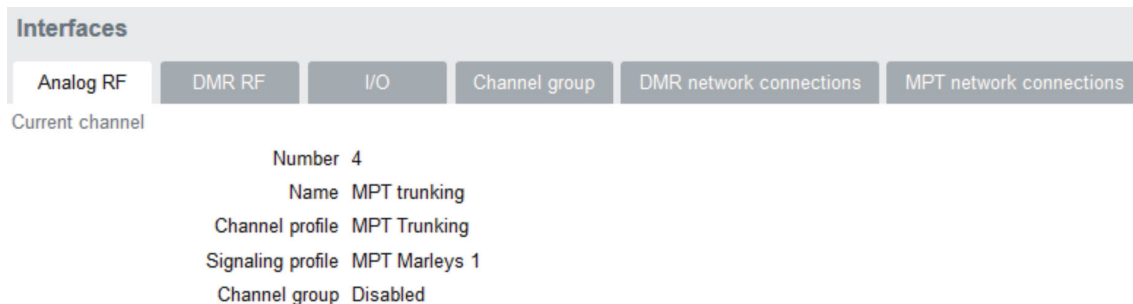 Interfaces
Analog RF DMR RF I/O Channel group DMR network connections MPT network connections
Current channel
Number 4
Name MPT trunking
Channel profile MPT Trunking
Signaling profile MPT Marleys 1
Channel group Disabled